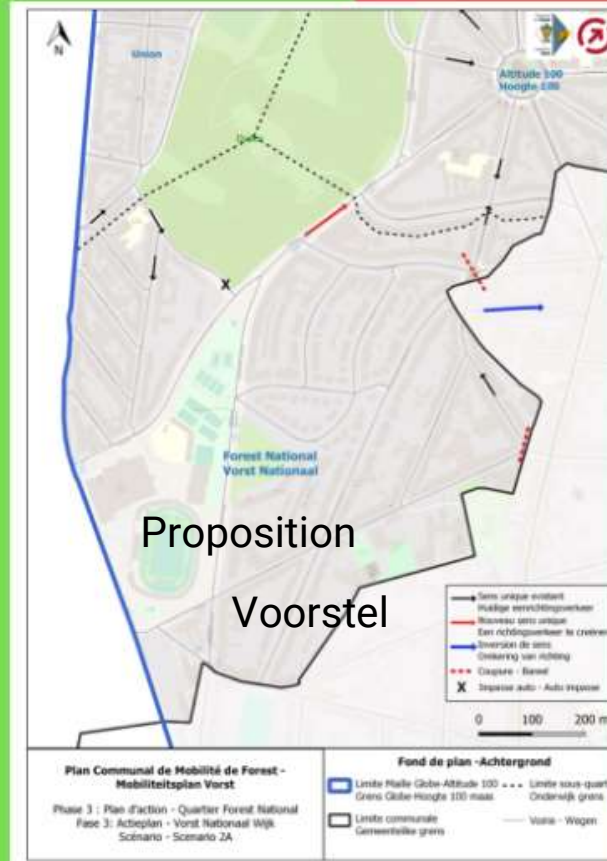 N
Union
Altitude 100
Hoogte 100
Forest National
Vorst Nationaal
Proposition
Voorstel
Sens unique existant
Huidige eenrichtingsverkeer
Nouveau sens unique
Een richtingsverkeer te creëren
Inversion de sens
Omkering van richting
Coupure - Barreel
X Impasse auto - Auto impasse
0 100 200 m
Plan Communal de Mobilité de Forest -
Mobiliteitsplan Vorst
Phase 3 : Plan d'action - Quartier Forest National
Fase 3: Actieplan - Vorst Nationaal Wijk
Scénario - Scenario 2A
Fond de plan -Achtergrond
Limite Maille Globe-Altitude 100
Grens Globe-Hoogte 100 maas
Limite communale
Gemeentelijke grens
Limite sous-quart
Onderwijk grens
Voirie - Wegen